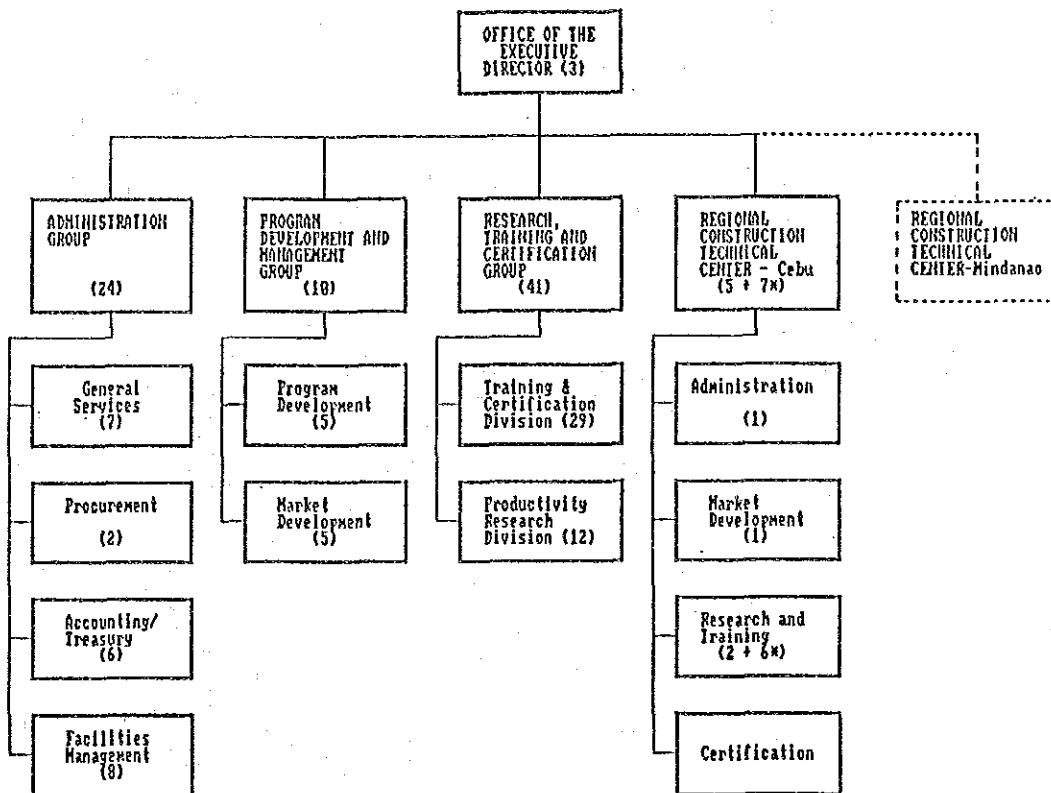 OFFICE OF THE
EXECUTIVE
DIRECTOR (3)
ADMINISTRATION
GROUP
(24)
PROGRAM
DEVELOPMENT AND
MANAGEMENT
GROUP
(10)
RESEARCH,
TRAINING AND
CERTIFICATION
GROUP
(41)
REGIONAL
CONSTRUCTION
TECHNICAL
CENTER - Cebu
(5 + 7*)
REGIONAL
CONSTRUCTION
TECHNICAL
CENTER-Mindanao
General
Services
(7)
Procurement
(2)
Accounting/
Treasury
(6)
Facilities
Management
(8)
Program
Development
(5)
Market
Development
(5)
Training &
Certification
Division (29)
Productivity
Research
Division (12)
Administration
(1)
Market
Development
(1)
Research and
Training
(2 + 6*)
Certification